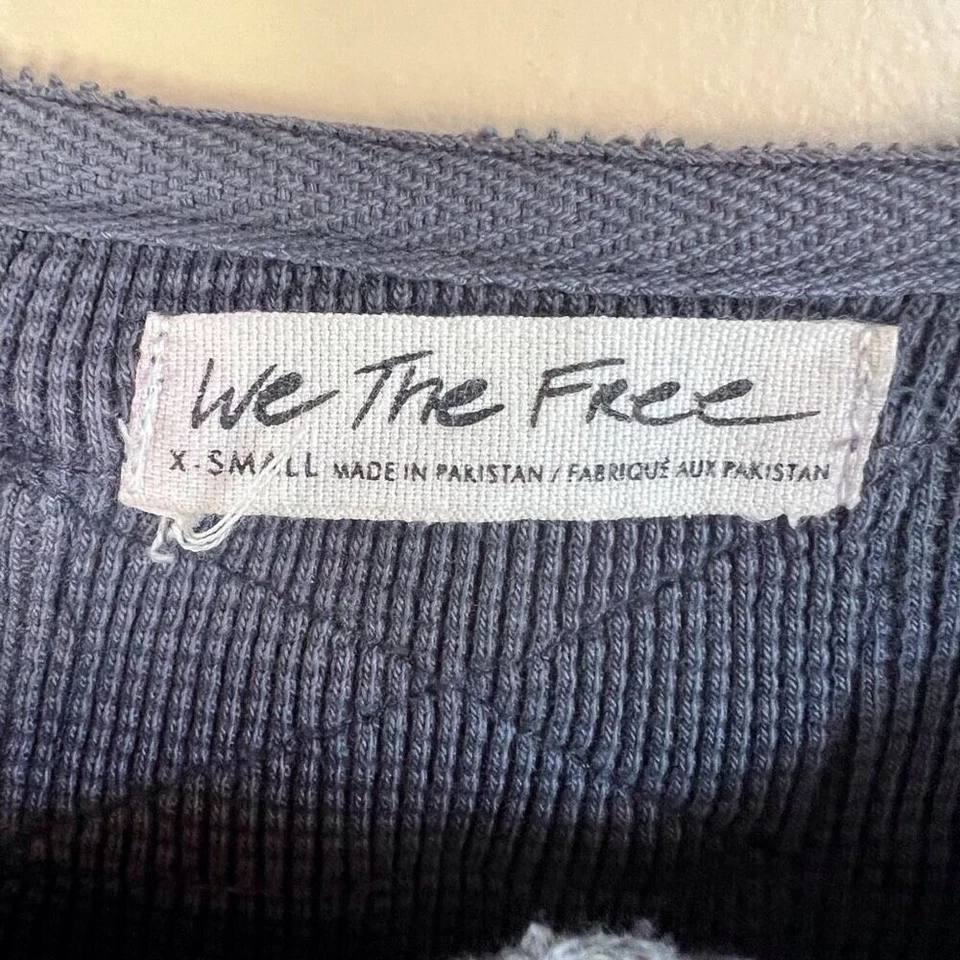 We The Free
X-SMALL MADE IN PAKISTAN / FABRIQUÉ AUX PAKISTAN